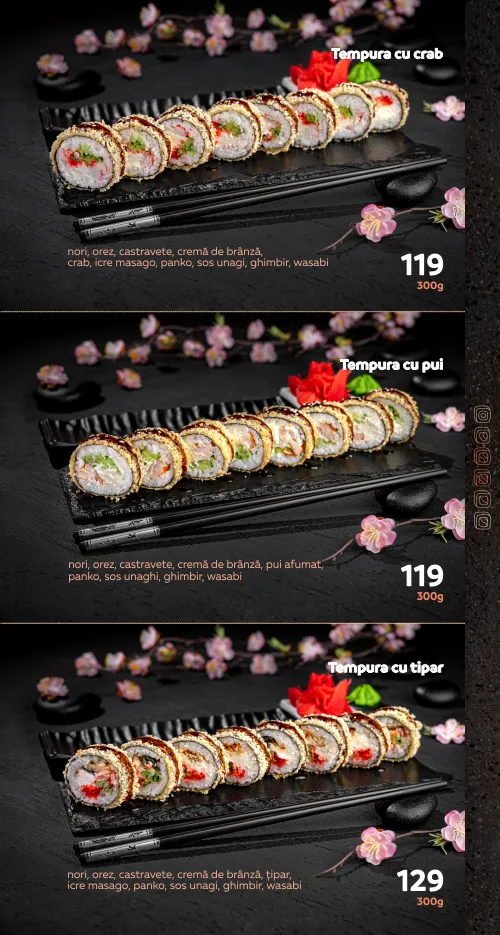 Tempura cu crab
nori, orez, castravete, cremă de brânză,
crab, icre masago, panko, sos unagi, ghimbir, wasabi
119
300g
Tempura cu pui
nori, orez, castravete, cremă de brânză, pui afumat,
panko, sos unaghi, ghimbir, wasabi
119
300g
Tempura cu tipar
nori, orez, castravete, cremă de brânză, țipar,
icre masago, panko, sos unagi, ghimbir, wasabi
129
300g